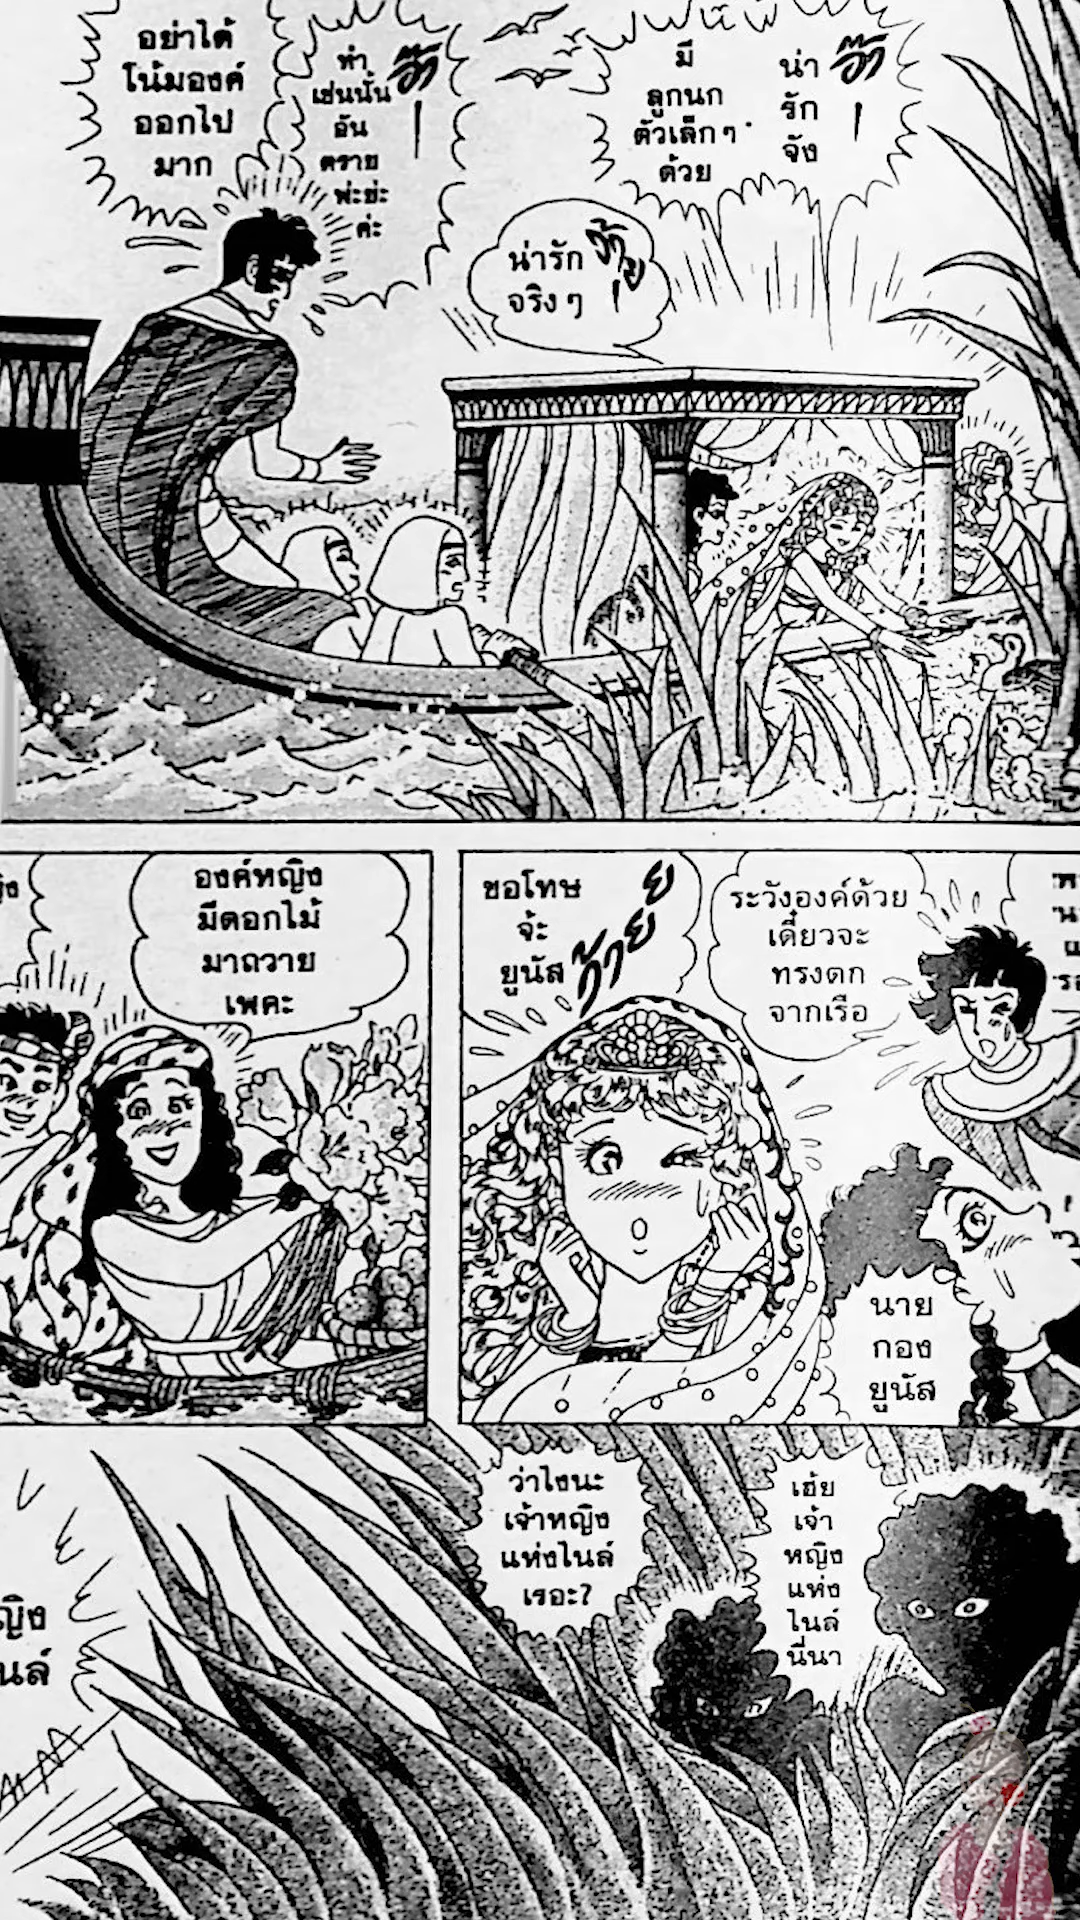 อย่าได้
โน้มองค์
ออกไป
มาก
ทำ
เช่นนั้น
อัน
ตราย
พ่ะย่ะ
ค่ะ
อ๊า
!
มี
ลูกนก
ตัวเล็กๆ
ด้วย
น่า
รัก
จัง
อ๊า
!
น่ารัก
จริงๆ
องค์หญิง
มีดอกไม้
มาถวาย
เพคะ
ขอโทษ
จ้ะ
ยูนัส
ระวังองค์ด้วย
เดี๋ยวจะ
ทรงตก
จากเรือ
นาย
กอง
ยูนัส
ว่าไงนะ
เจ้าหญิง
แห่งไนล์
เรอะ?
เฮ้ย
เจ้า
หญิง
แห่ง
ไนล์
นี่นา